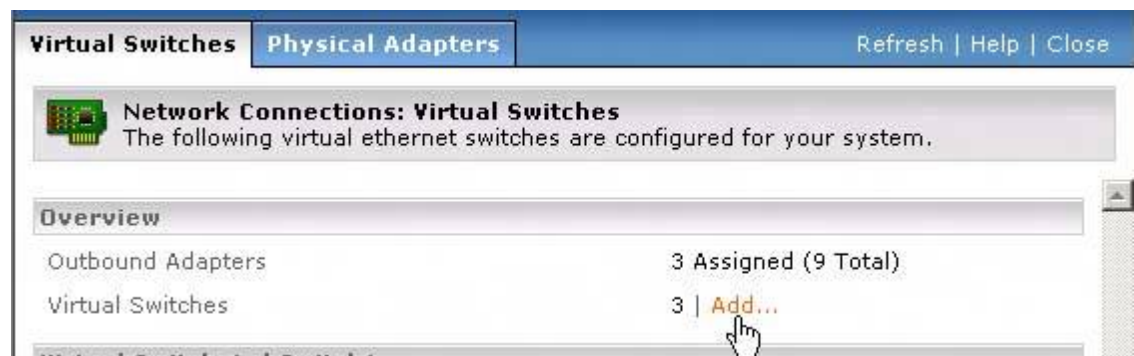 Virtual Switches Physical Adapters Refresh | Help | Close
Network Connections: Virtual Switches
The following virtual ethernet switches are configured for your system.
Overview
Outbound Adapters 3 Assigned (9 Total)
Virtual Switches 3 | Add...